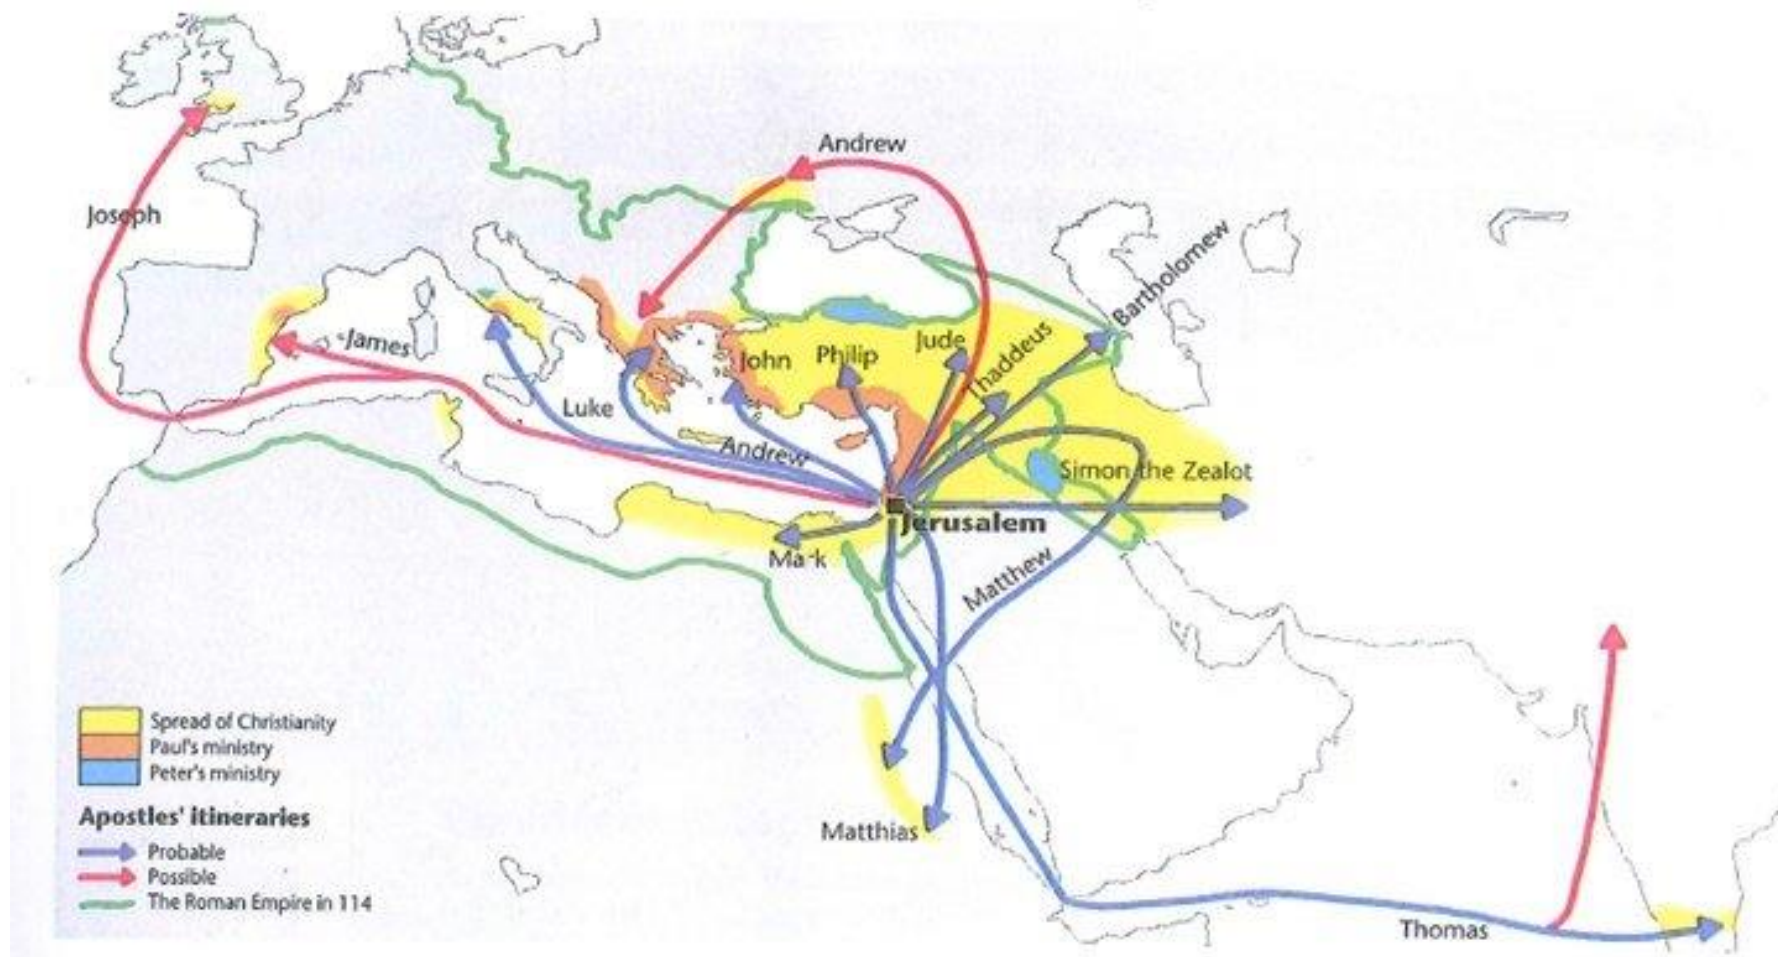 Andrew
Joseph
Bartholomew
James
John
Philip
Jude
Thaddeus
Luke
Andrew
Simon the Zealot
Jerusalem
Mark
Matthew
Matthias
Thomas
Spread of Christianity
Paul's ministry
Peter's ministry
Apostles' itineraries
Probable
Possible
The Roman Empire in 114